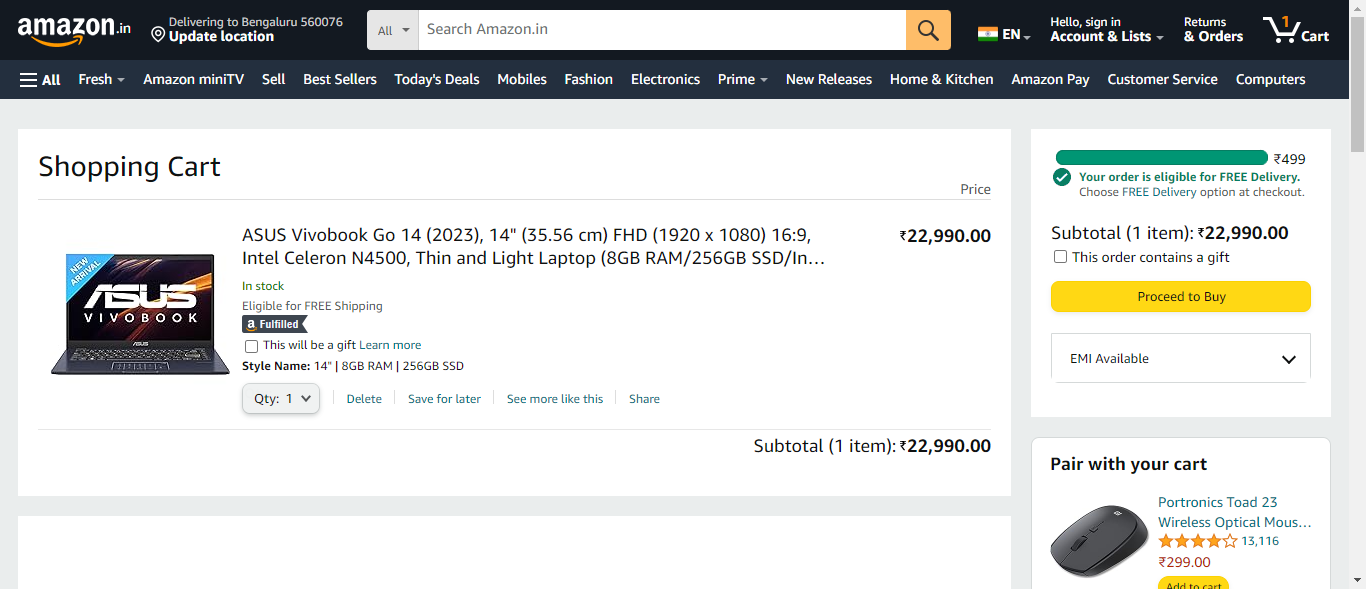 amazon.in
Delivering to Bengaluru 560076
Update location
All
Search Amazon.in
EN
Hello, sign in
Account & Lists
Returns
& Orders
1
Cart
All
Fresh
Amazon miniTV
Sell
Best Sellers
Today's Deals
Mobiles
Fashion
Electronics
Prime
New Releases
Home & Kitchen
Amazon Pay
Customer Service
Computers
Shopping Cart
Price
NEW
ARRIVAL
ASUS
VIVOBOOK
ASUS
ASUS Vivobook Go 14 (2023), 14" (35.56 cm) FHD (1920 x 1080) 16:9,
Intel Celeron N4500, Thin and Light Laptop (8GB RAM/256GB SSD/In…
₹22,990.00
In stock
Eligible for FREE Shipping
a Fulfilled
This will be a gift Learn more
Style Name: 14" | 8GB RAM | 256GB SSD
Qty: 1
Delete
Save for later
See more like this
Share
Subtotal (1 item): ₹22,990.00
₹499
Your order is eligible for FREE Delivery.
Choose FREE Delivery option at checkout.
Subtotal (1 item): ₹22,990.00
This order contains a gift
Proceed to Buy
EMI Available
Pair with your cart
Portronics Toad 23
Wireless Optical Mous…
13,116
₹299.00
Add to cart